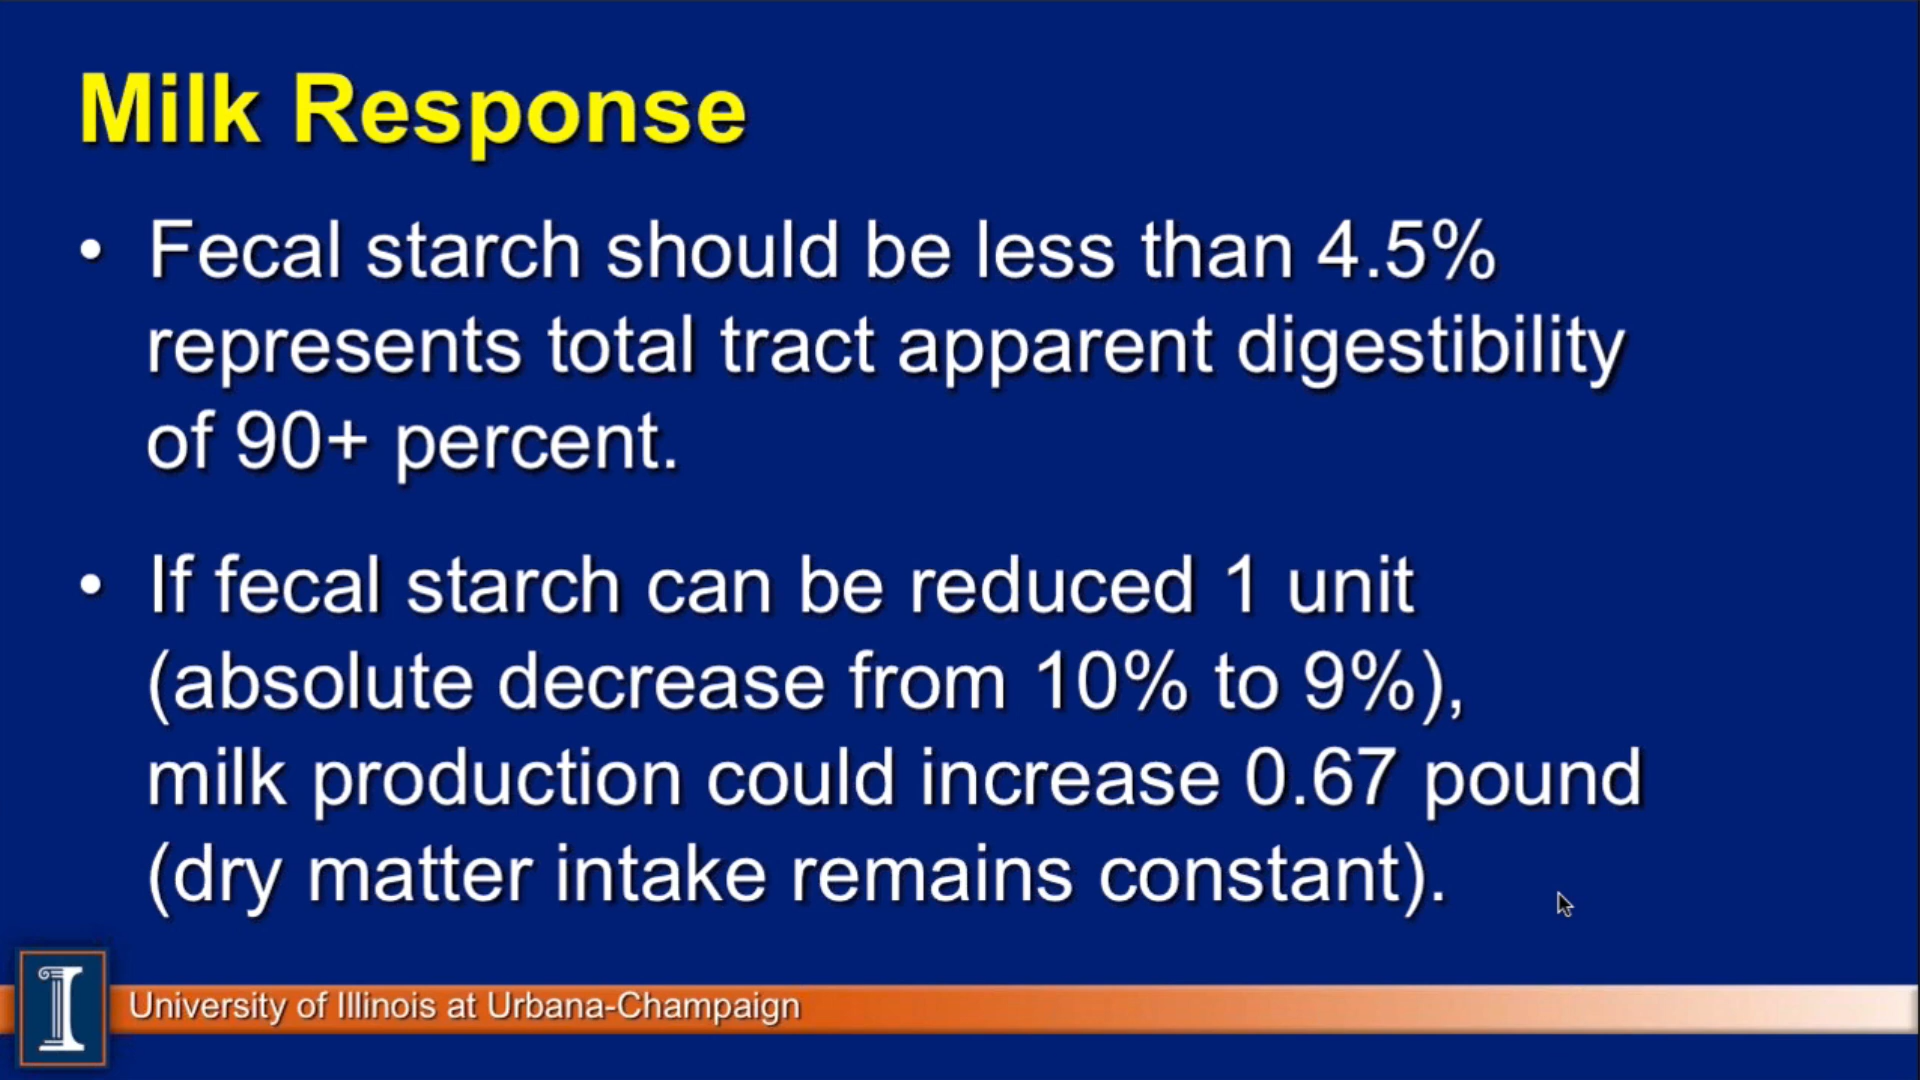 Milk Response
• Fecal starch should be less than 4.5%
represents total tract apparent digestibility
of 90+ percent.
• If fecal starch can be reduced 1 unit
(absolute decrease from 10% to 9%),
milk production could increase 0.67 pound
(dry matter intake remains constant).
I
University of Illinois at Urbana-Champaign